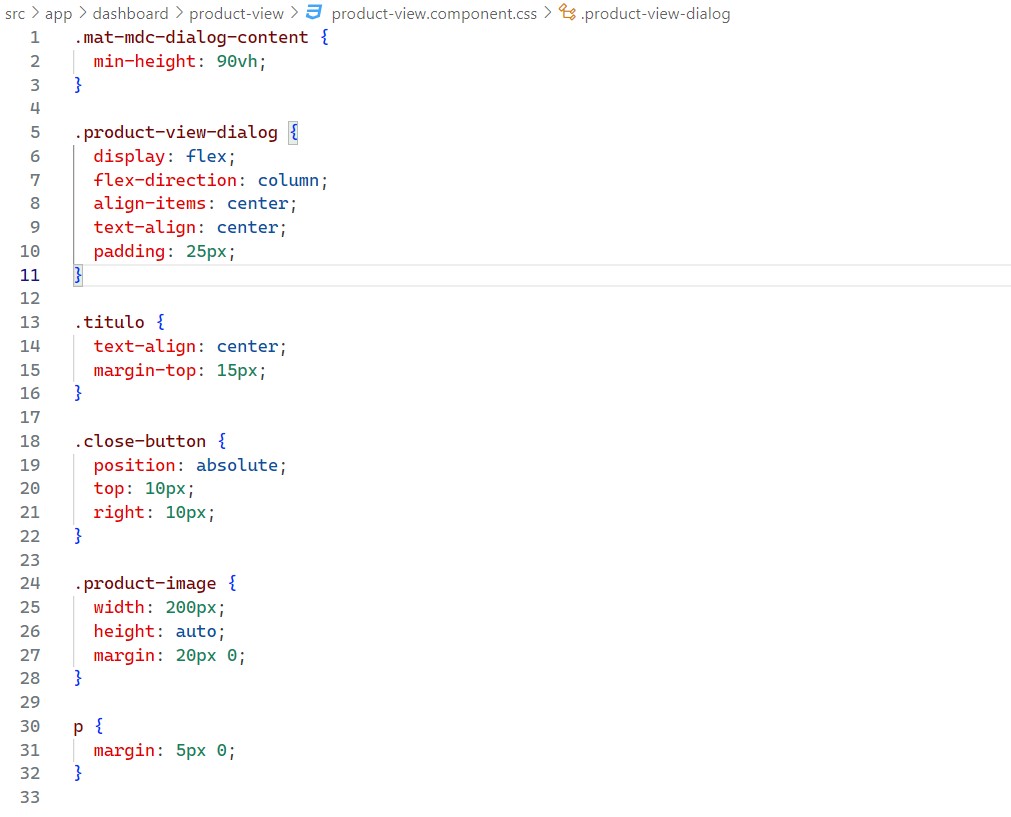 src > app > dashboard > product-view > product-view.component.css > .product-view-dialog
1 .mat-mdc-dialog-content {
2   min-height: 90vh;
3 }
4
5 .product-view-dialog {
6   display: flex;
7   flex-direction: column;
8   align-items: center;
9   text-align: center;
10   padding: 25px;
11 }
12
13 .titulo {
14   text-align: center;
15   margin-top: 15px;
16 }
17
18 .close-button {
19   position: absolute;
20   top: 10px;
21   right: 10px;
22 }
23
24 .product-image {
25   width: 200px;
26   height: auto;
27   margin: 20px 0;
28 }
29
30 p {
31   margin: 5px 0;
32 }
33